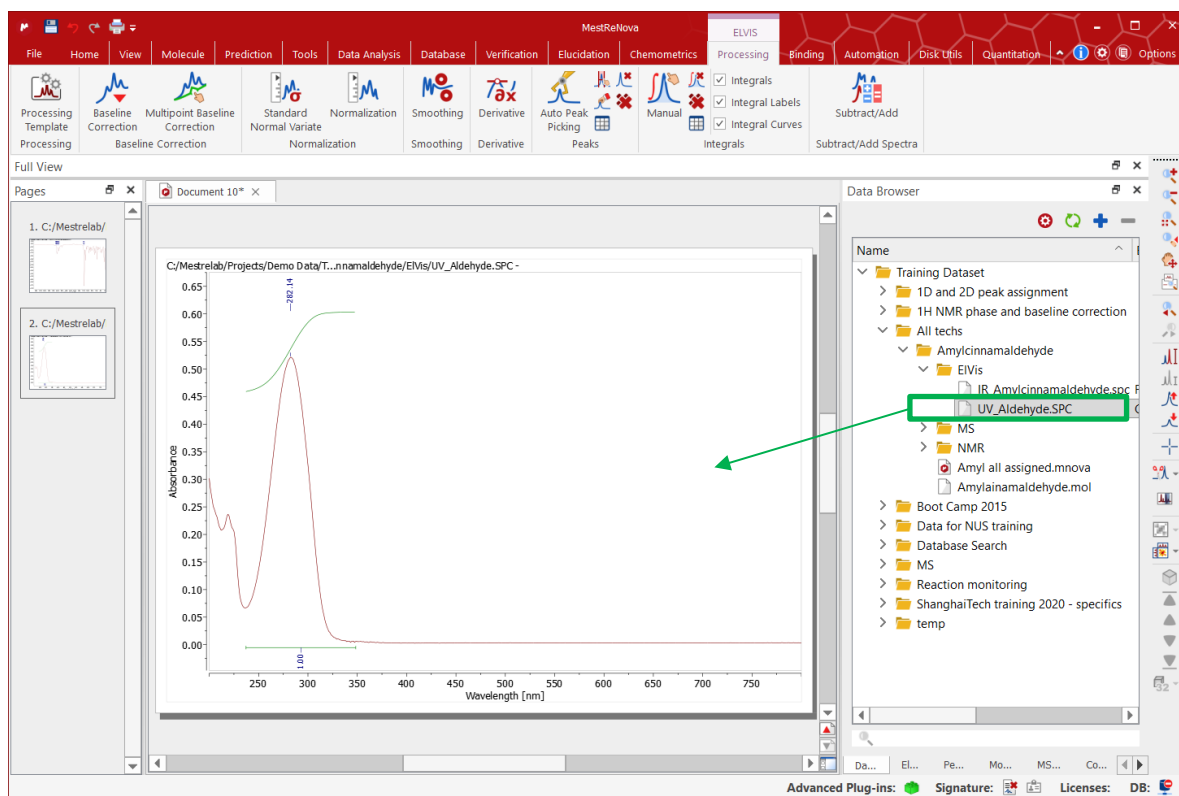 MestReNova
ELVIS
File Home View Molecule Prediction Tools Data Analysis Database Verification Elucidation Chemometrics Processing Binding Automation Disk Utils Quantitation Options
Processing Template
Baseline Correction
Multipoint Baseline Correction
Standard Normal Variate
Normalization
Smoothing
Derivative
Auto Peak Picking
Manual
Integrals
Integral Labels
Integral Curves
Subtract/Add
Processing Baseline Correction Normalization Smoothing Derivative Peaks Integrals Subtract/Add Spectra
Full View
Pages
Document 10*
Data Browser
1. C:/Mestrelab/
2. C:/Mestrelab/
C:/Mestrelab/Projects/Demo Data/T...nnamaldehyde/ElVis/UV_Aldehyde.SPC -
282.14
0.65
0.60
0.55
0.50
0.45
0.40
0.35
0.30
0.25
0.20
0.15
0.10
0.05
0.00
Absorbance
1.00
250 300 350 400 450 500 550 600 650 700 750
Wavelength [nm]
Name
Training Dataset
1D and 2D peak assignment
1H NMR phase and baseline correction
All techs
Amylcinnamaldehyde
ElVis
IR_Amylcinnamaldehyde.spc
UV_Aldehyde.SPC
MS
NMR
Amyl all assigned.mnova
Amylainamaldehyde.mol
Boot Camp 2015
Data for NUS training
Database Search
MS
Reaction monitoring
ShanghaiTech training 2020 - specifics
temp
Da... El... Pe... Mo... MS... Co...
Advanced Plug-ins: Signature: Licenses: DB: